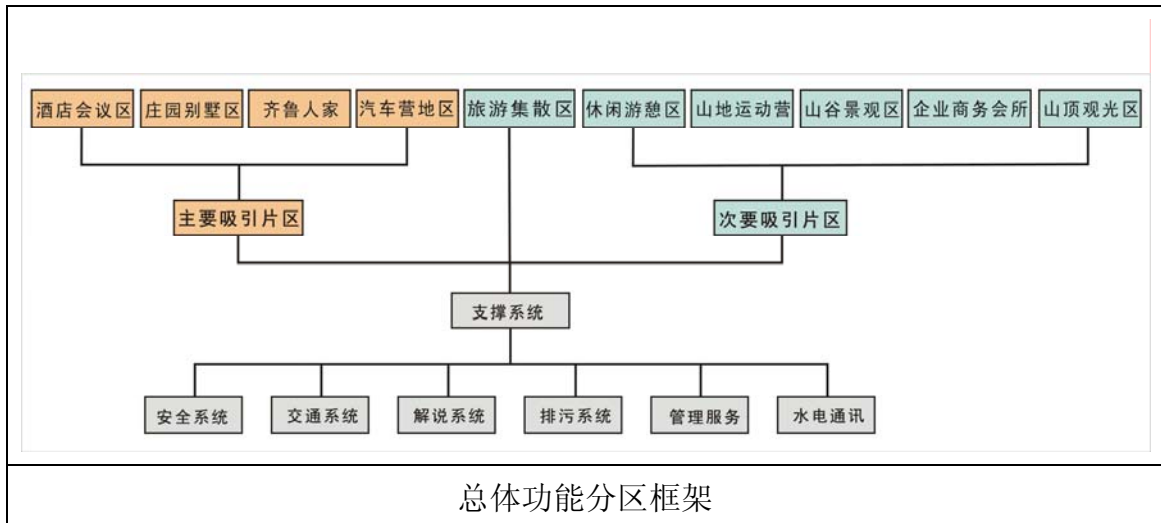 酒店会议区 庄园别墅区 齐鲁人家 汽车营地区 旅游集散区 休闲游憩区 山地运动营 山谷景观区 企业商务会所 山顶观光区
主要吸引片区 次要吸引片区
支撑系统
安全系统 交通系统 解说系统 排污系统 管理服务 水电通讯
总体功能分区框架